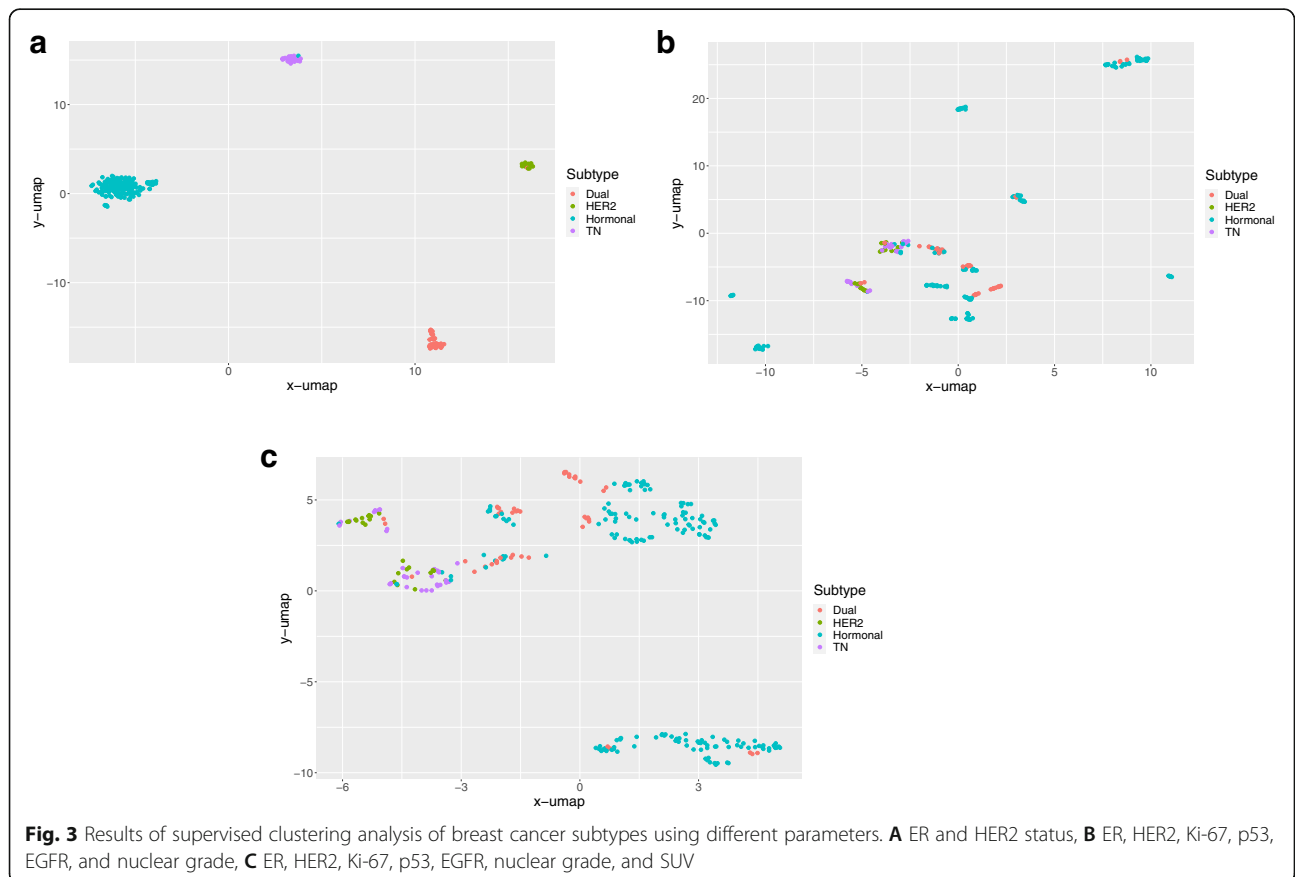 a
10
0
−10
y−umap
0
10
x−umap
Subtype
Dual
HER2
Hormonal
TN
b
20
10
0
−10
y−umap
−10
−5
0
5
10
x−umap
Subtype
Dual
HER2
Hormonal
TN
c
5
0
−5
−10
y−umap
−6
−3
0
3
x−umap
Subtype
Dual
HER2
Hormonal
TN
Fig. 3 Results of supervised clustering analysis of breast cancer subtypes using different parameters. A ER and HER2 status, B ER, HER2, Ki-67, p53,
EGFR, and nuclear grade, C ER, HER2, Ki-67, p53, EGFR, nuclear grade, and SUV